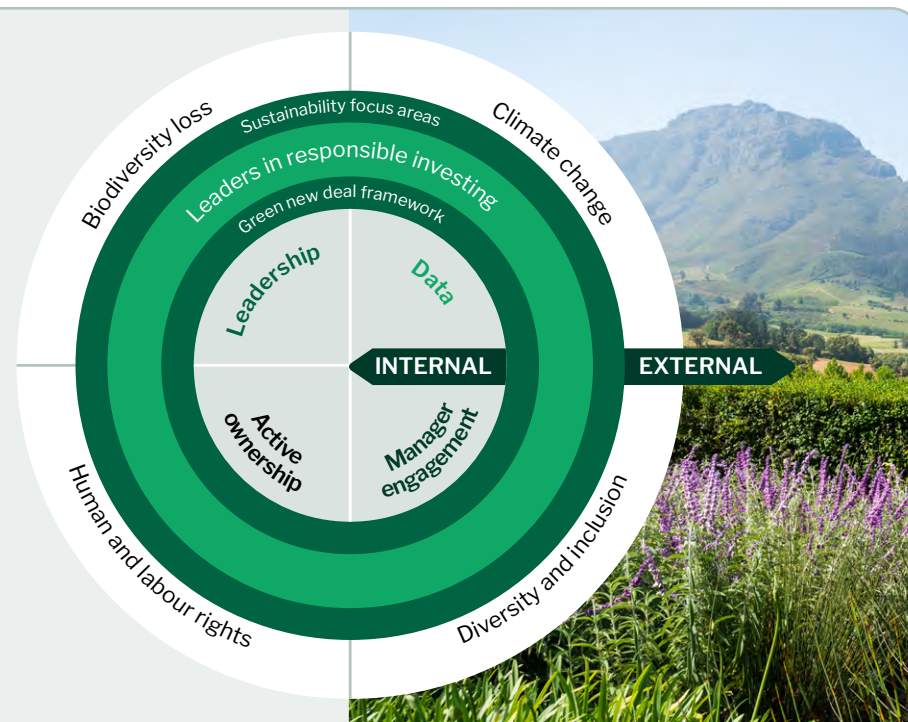 Biodiversity loss
Climate change
Sustainability focus areas
Leaders in responsible investing
Green new deal framework
Leadership
Data
INTERNAL
EXTERNAL
Active
ownership
Manager
engagement
Human and labour rights
Diversity and inclusion